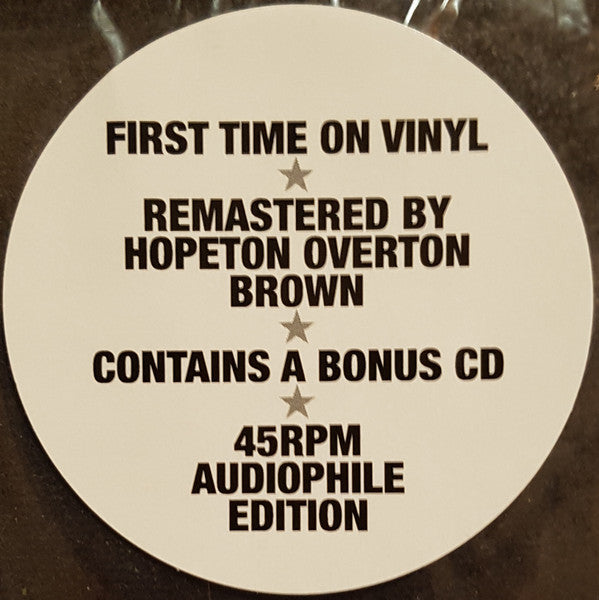 FIRST TIME ON VINYL
REMASTERED BY
HOPETON OVERTON
BROWN
CONTAINS A BONUS CD
45RPM
AUDIOPHILE
EDITION